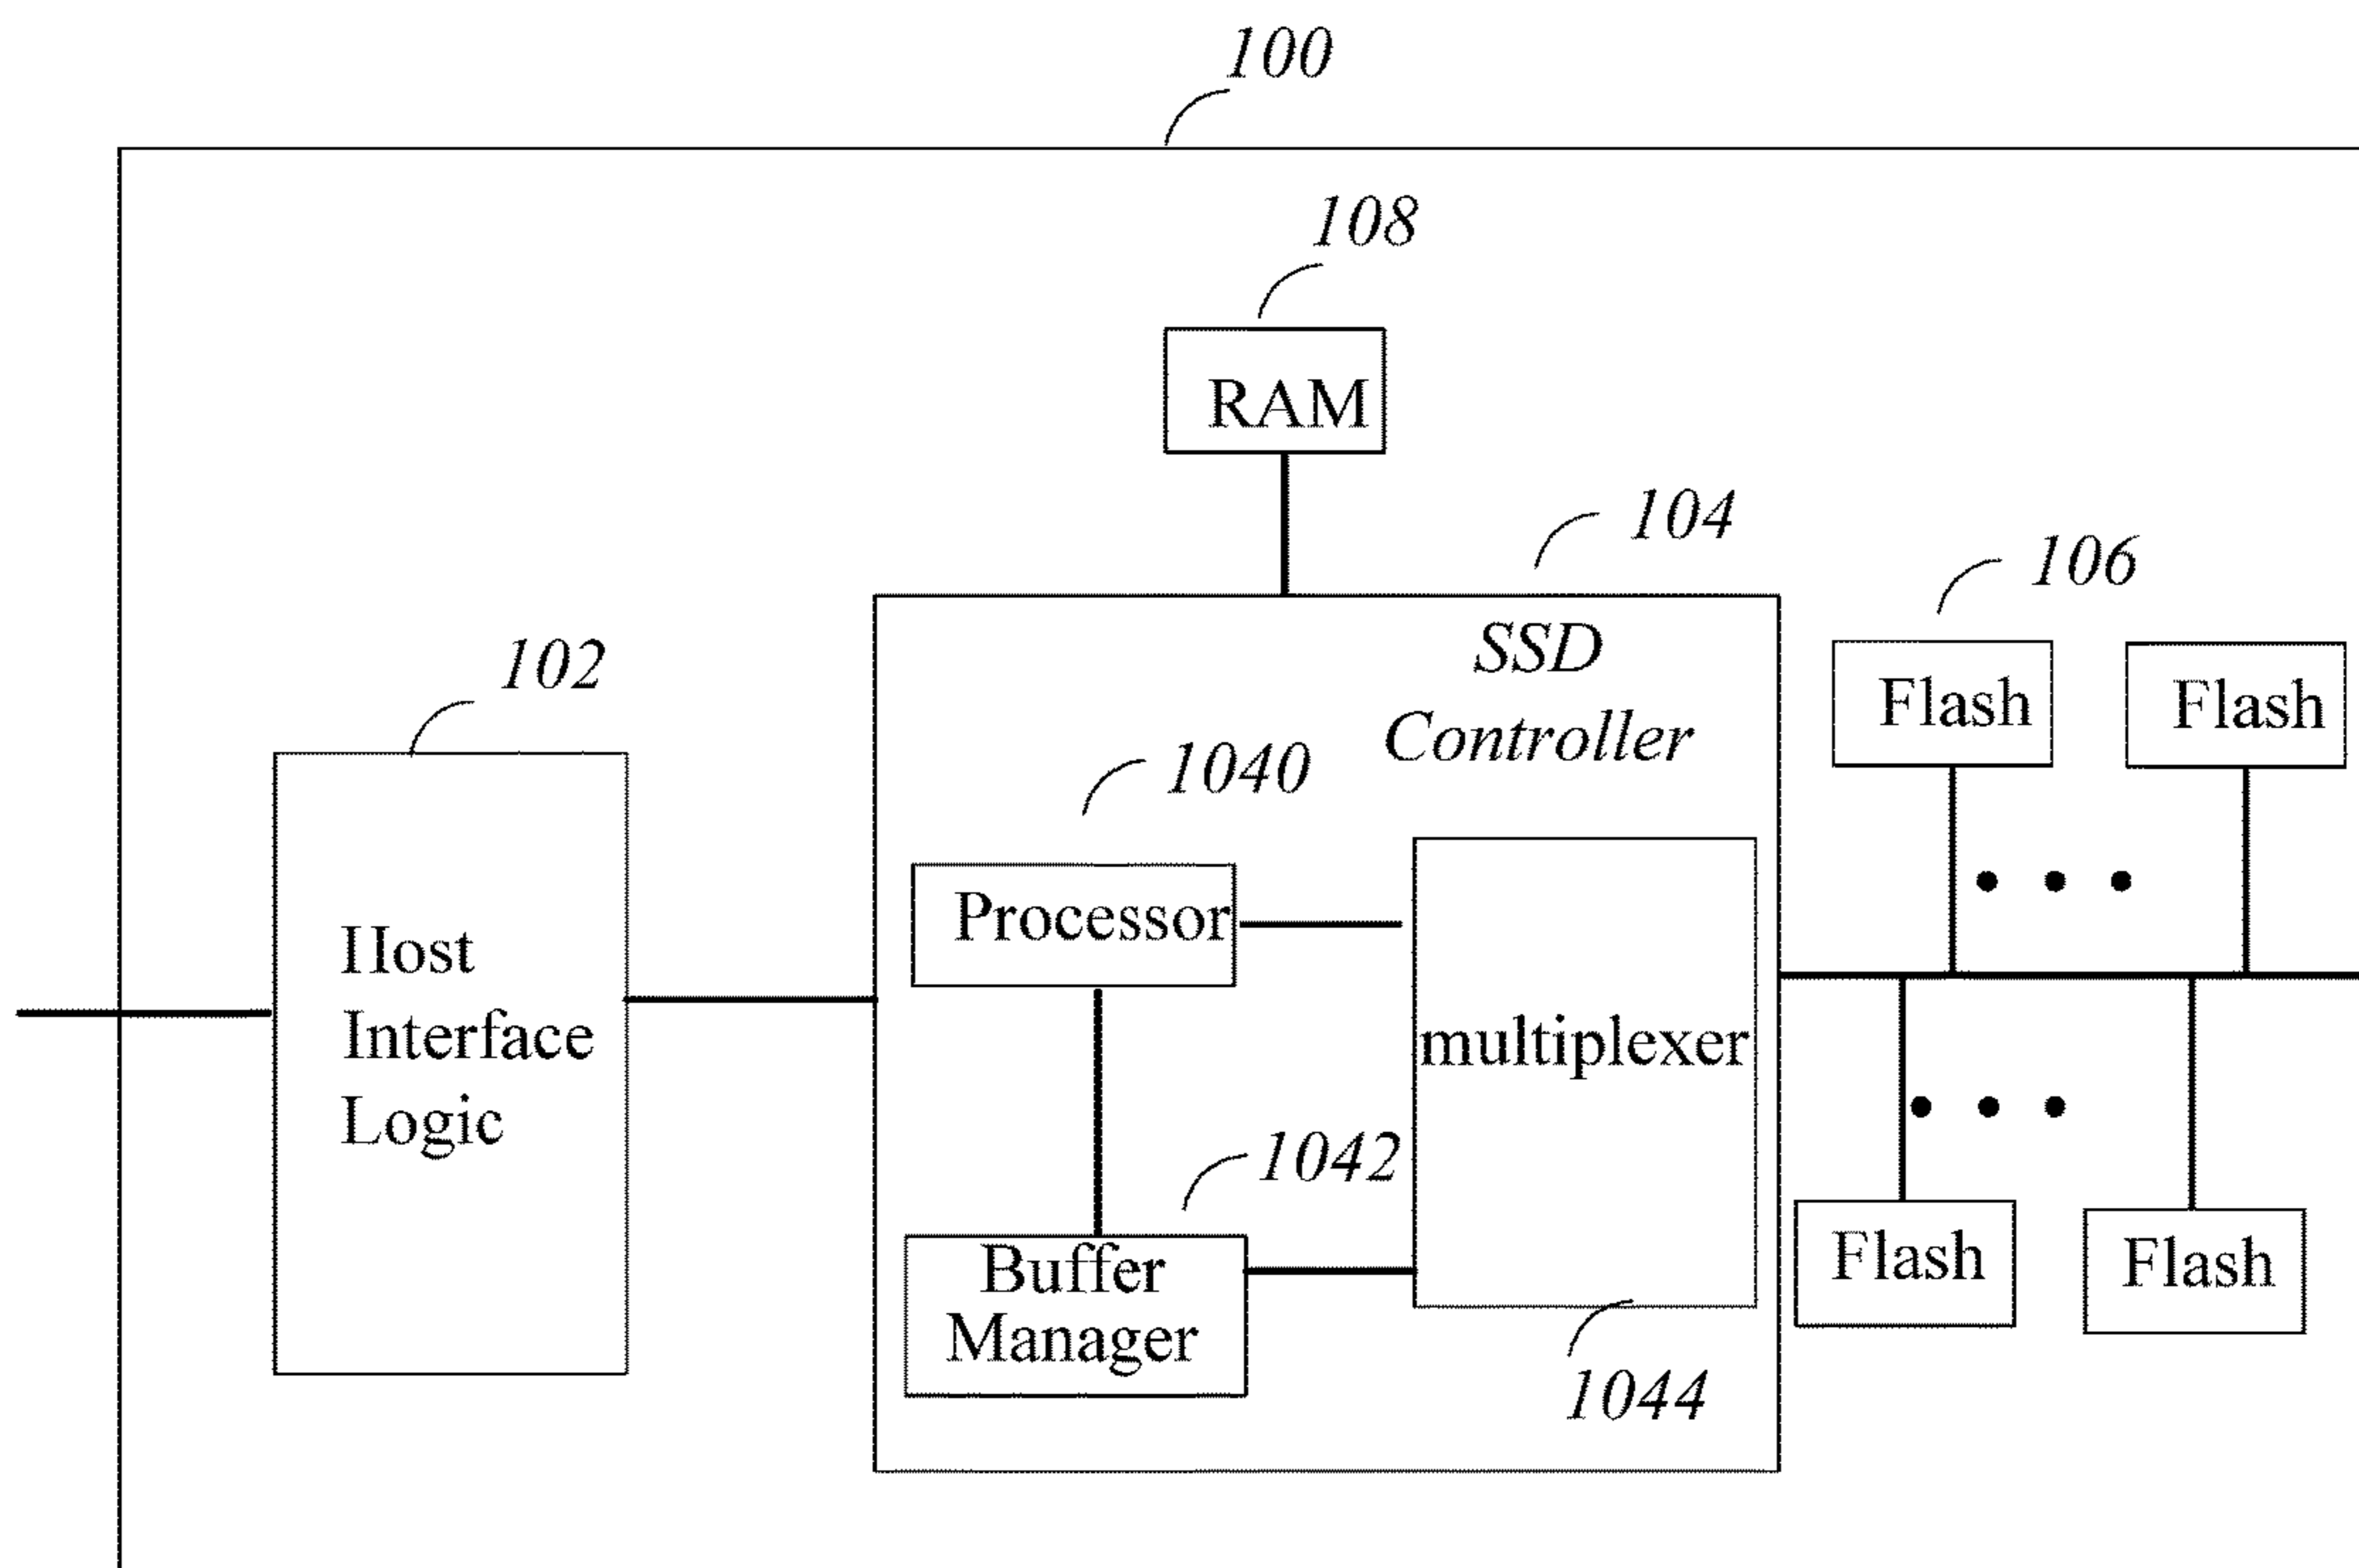 100
108
RAM
104
106
SSD
Controller
102
Flash
Flash
1040
Processor
Host
Interface
Logic
multiplexer
1042
Buffer
Manager
Flash
Flash
1044